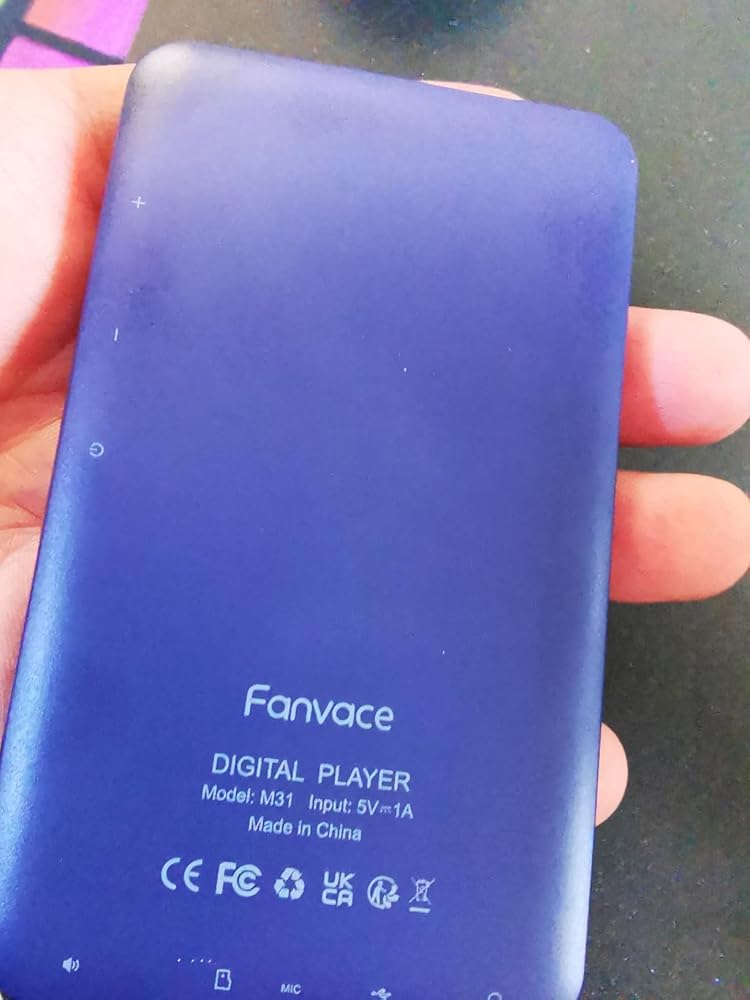 +
−
Fanvace
DIGITAL PLAYER
Model: M31 Input: 5V⎓1A
Made in China
CE FC UK CA
MIC